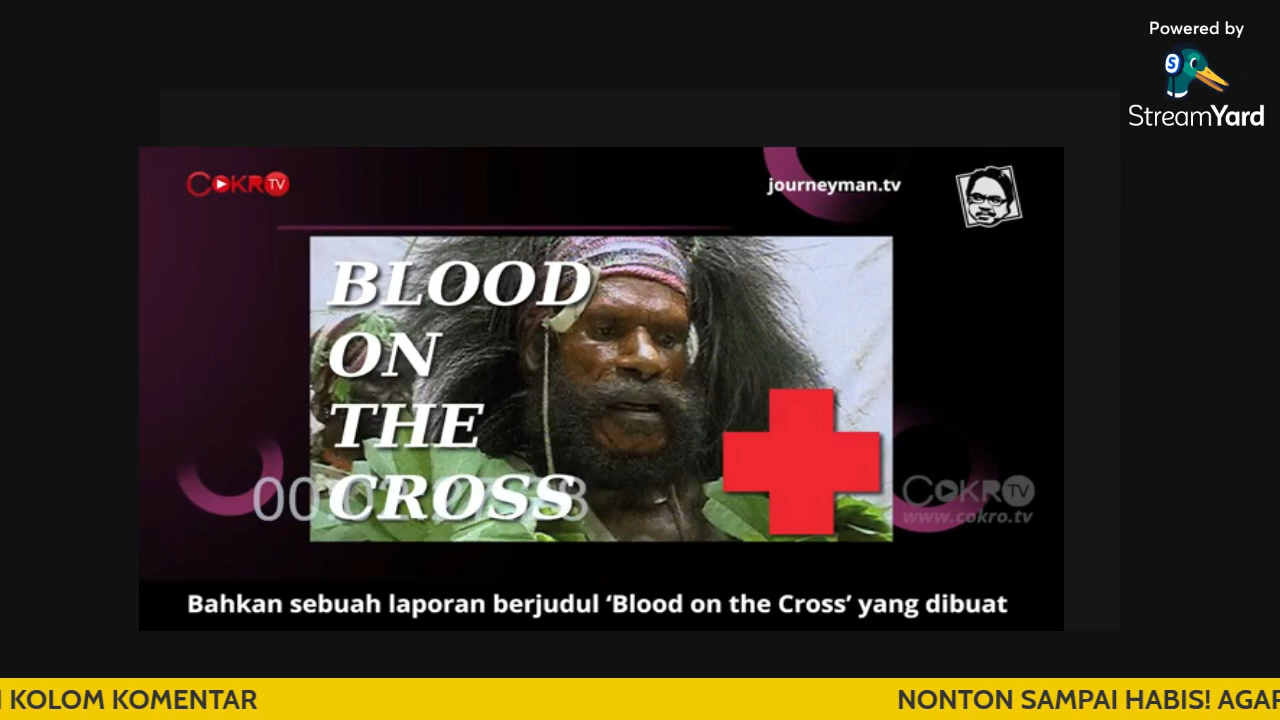 Powered by
StreamYard
COKRO TV
journeyman.tv
BLOOD
ON
THE
CROSS
COKRO TV
www.cokro.tv
Bahkan sebuah laporan berjudul ‘Blood on the Cross’ yang dibuat
KOLOM KOMENTAR
NONTON SAMPAI HABIS!